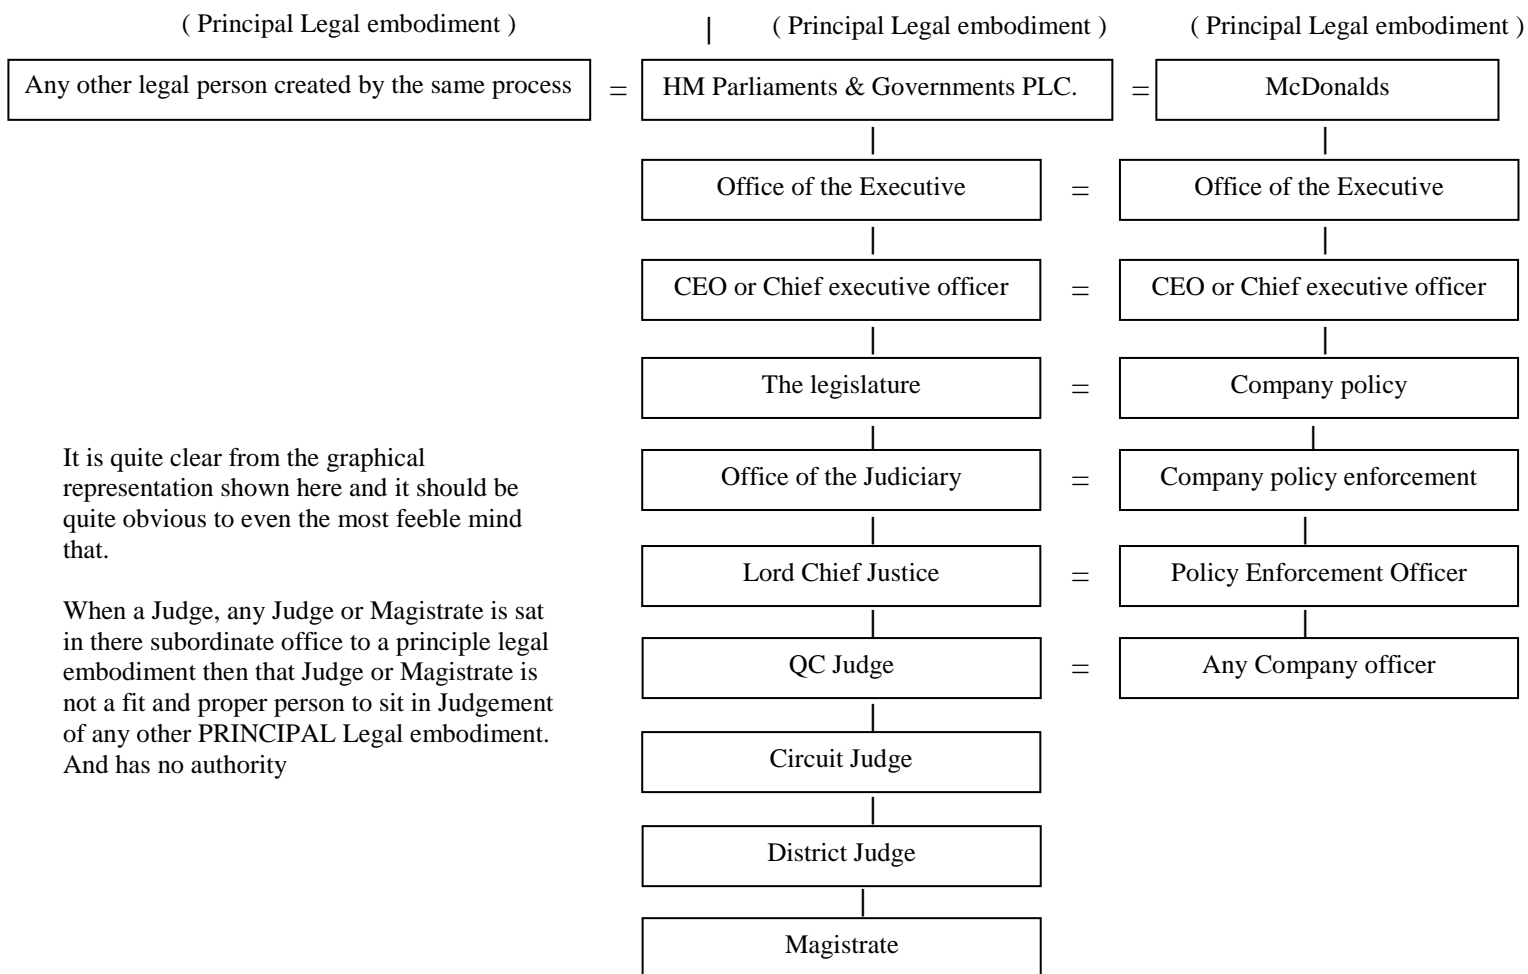 ( Principal Legal embodiment ) | ( Principal Legal embodiment ) ( Principal Legal embodiment )
Any other legal person created by the same process = HM Parliaments & Governments PLC. = McDonalds
Office of the Executive = Office of the Executive
CEO or Chief executive officer = CEO or Chief executive officer
The legislature = Company policy
Office of the Judiciary = Company policy enforcement
Lord Chief Justice = Policy Enforcement Officer
QC Judge = Any Company officer
Circuit Judge
District Judge
Magistrate
It is quite clear from the graphical
representation shown here and it should be
quite obvious to even the most feeble mind
that.
When a Judge, any Judge or Magistrate is sat
in there subordinate office to a principle legal
embodiment then that Judge or Magistrate is
not a fit and proper person to sit in Judgement
of any other PRINCIPAL Legal embodiment.
And has no authority